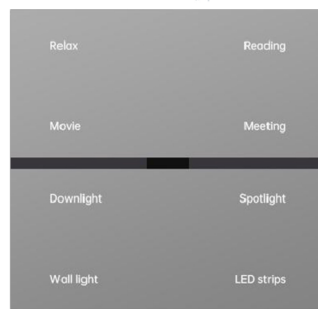 Relax
Reading
Movie
Meeting
Downlight
Spotlight
Wall light
LED strips